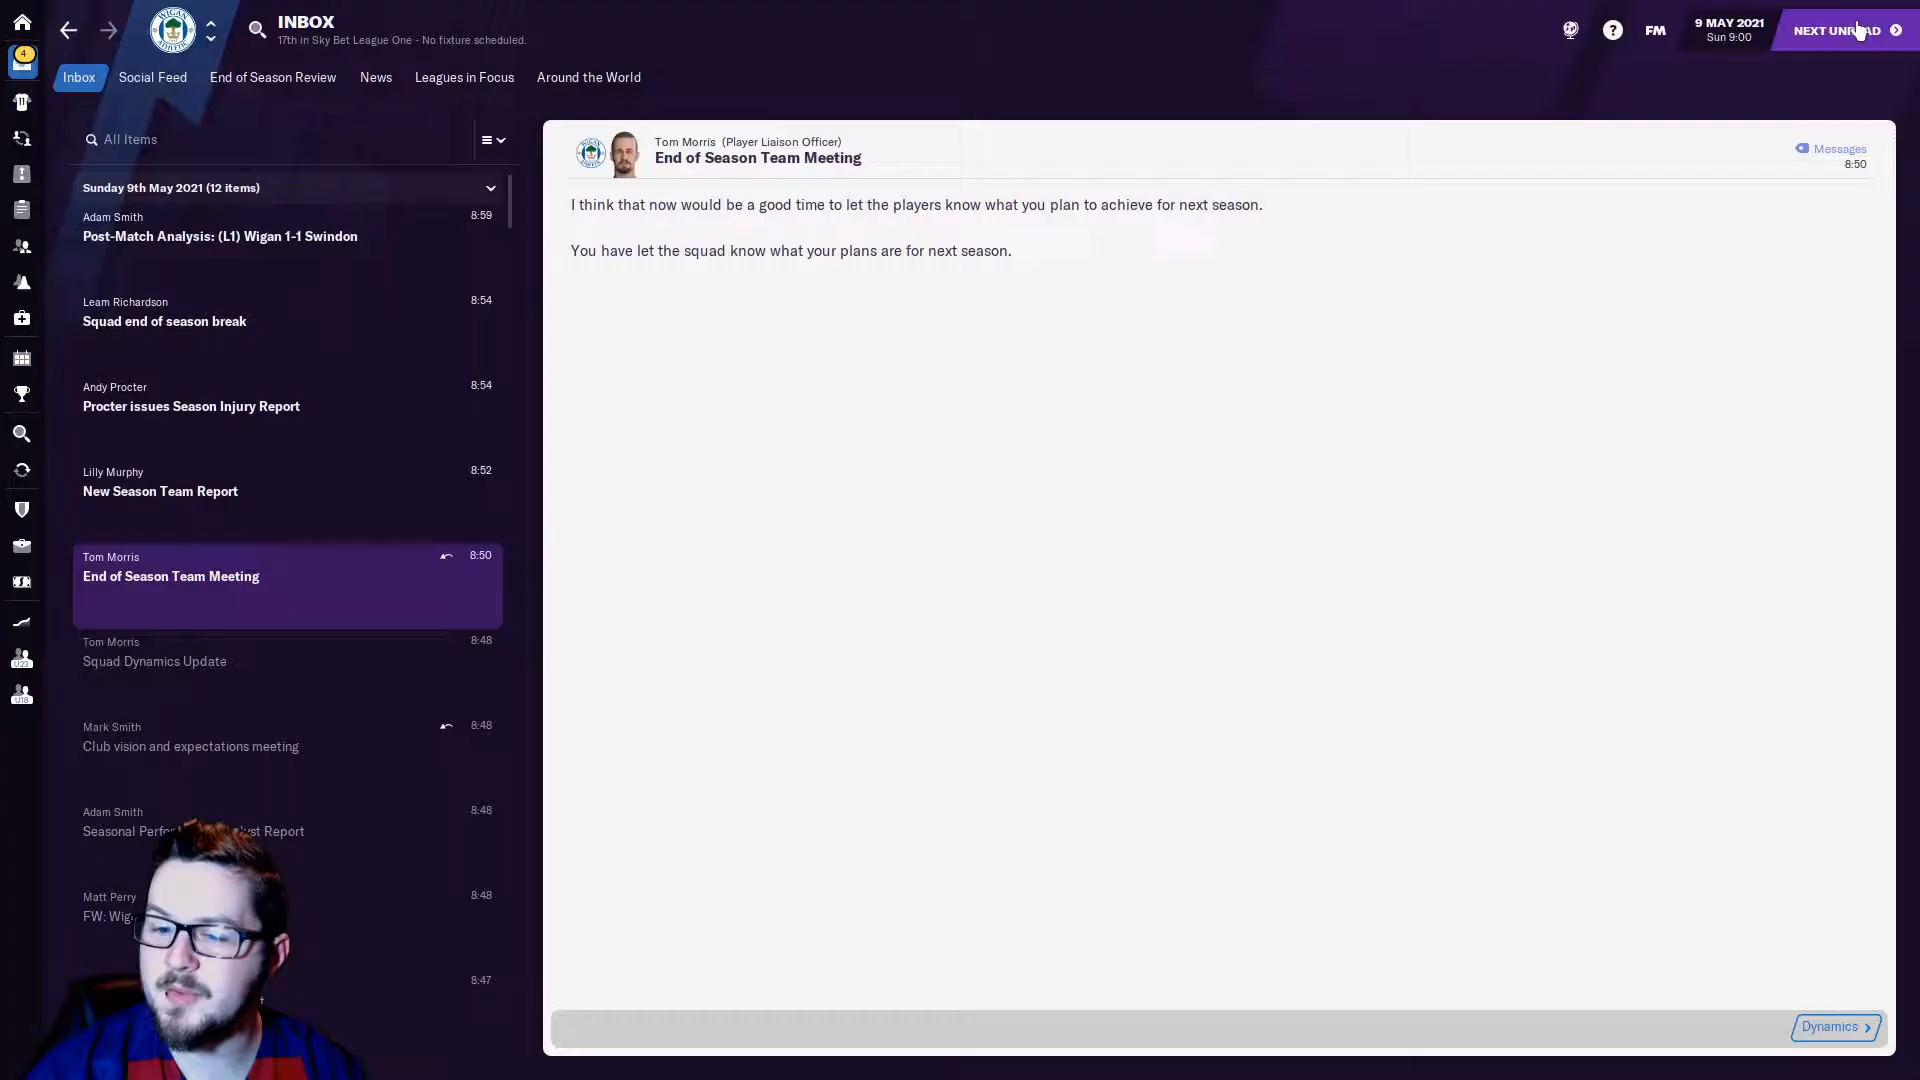 INBOX
17th in Sky Bet League One - No fixture scheduled.
FM
9 MAY 2021
Sun 9:00
4
Inbox
Social Feed
End of Season Review
News
Leagues in Focus
Around the World
All Items
Sunday 9th May 2021 (12 items)
Adam Smith 8:59
Post-Match Analysis: (L1) Wigan 1-1 Swindon
Leam Richardson 8:54
Squad end of season break
Andy Procter 8:54
Procter issues Season Injury Report
Lilly Murphy 8:52
New Season Team Report
Tom Morris 8:50
End of Season Team Meeting
Tom Morris 8:48
Squad Dynamics Update
Mark Smith 8:48
Club vision and expectations meeting
Adam Smith 8:48
Seasonal Report
Matt Perry 8:48
FW:
8:47
U23
U18
WIGAN
ATHLETIC
Tom Morris (Player Liaison Officer)
End of Season Team Meeting
Messages
8:50
I think that now would be a good time to let the players know what you plan to achieve for next season.
You have let the squad know what your plans are for next season.
Dynamics
NEXT